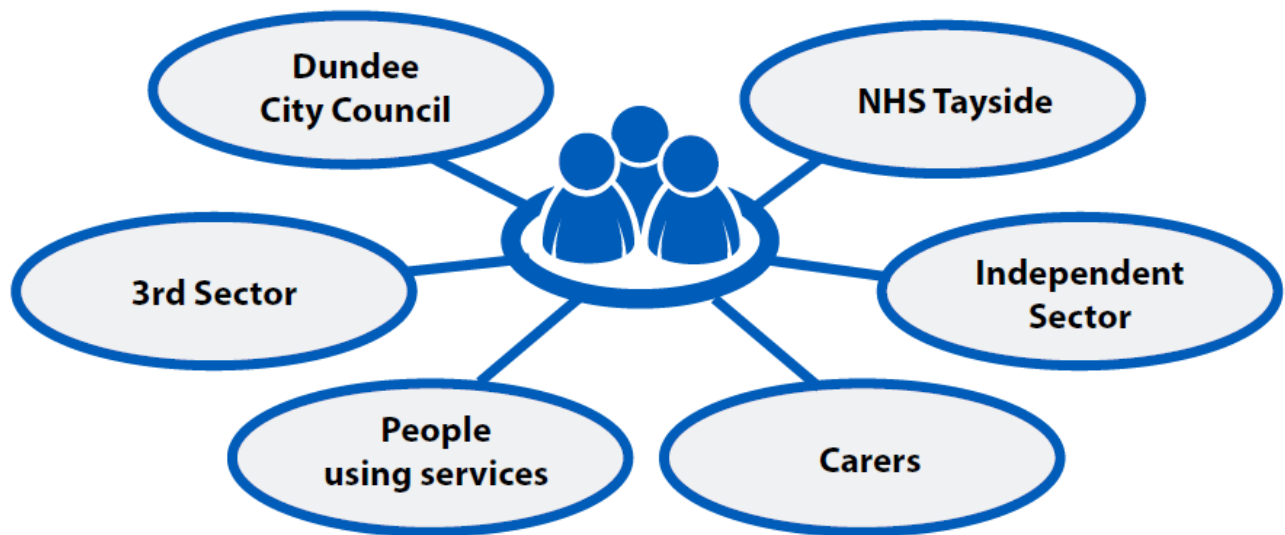 Dundee
City Council
NHS Tayside
3rd Sector
Independent
Sector
People
using services
Carers